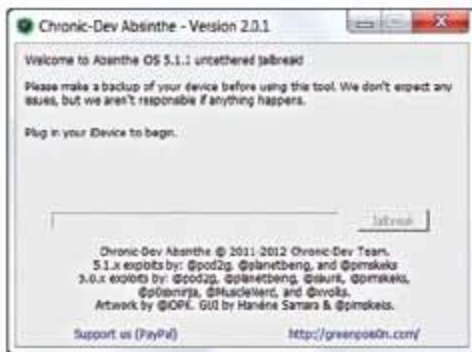 Chronic-Dev Absinthe - Version 2.0.1
Welcome to Absinthe iOS 5.1.1 untethered jailbreak!
Please make a backup of your device before using this tool. We don't expect any
issues, but we aren't responsible if anything happens.
Plug in your iDevice to begin.
Jailbreak
Chronic-Dev Absinthe © 2011-2012 Chronic-Dev Team.
5.1.x exploits by: @pod2g, @planetbeing, and @pimskeks
5.0.x exploits by: @pod2g, @planetbeing, @saurik, @pimskeks,
@p0sixninja, @MuscleNerd, and @xvolks.
Artwork by @iOPK. GUI by Hanéne Samara & @pimskeks.
Support us (PayPal)
http://greenpois0n.com/